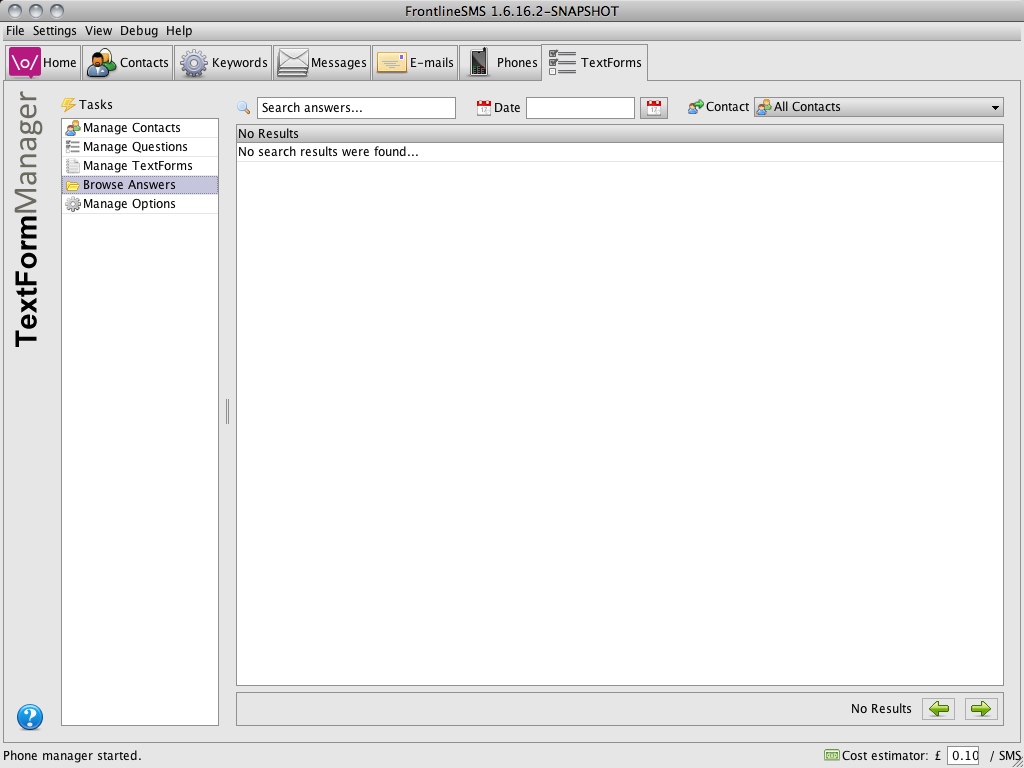 FrontlineSMS 1.6.16.2-SNAPSHOT
File Settings View Debug Help
\o/ Home Contacts Keywords Messages E-mails Phones TextForms
TextFormManager
Tasks
Manage Contacts
Manage Questions
Manage TextForms
Browse Answers
Manage Options
Search answers... Date Contact All Contacts
No Results
No search results were found...
No Results
?
Phone manager started. Cost estimator: £ 0.10 / SMS